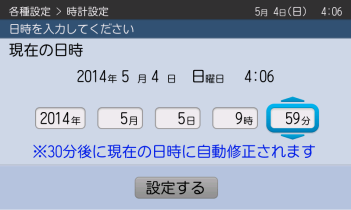 各種設定 > 時計設定 5月 4日(日) 4:06
日時を入力してください
現在の日時
2014年 5 月 4 日 日曜日 4:06
2014年 5月 5日 9時 59分
※30分後に現在の日時に自動修正されます
設定する